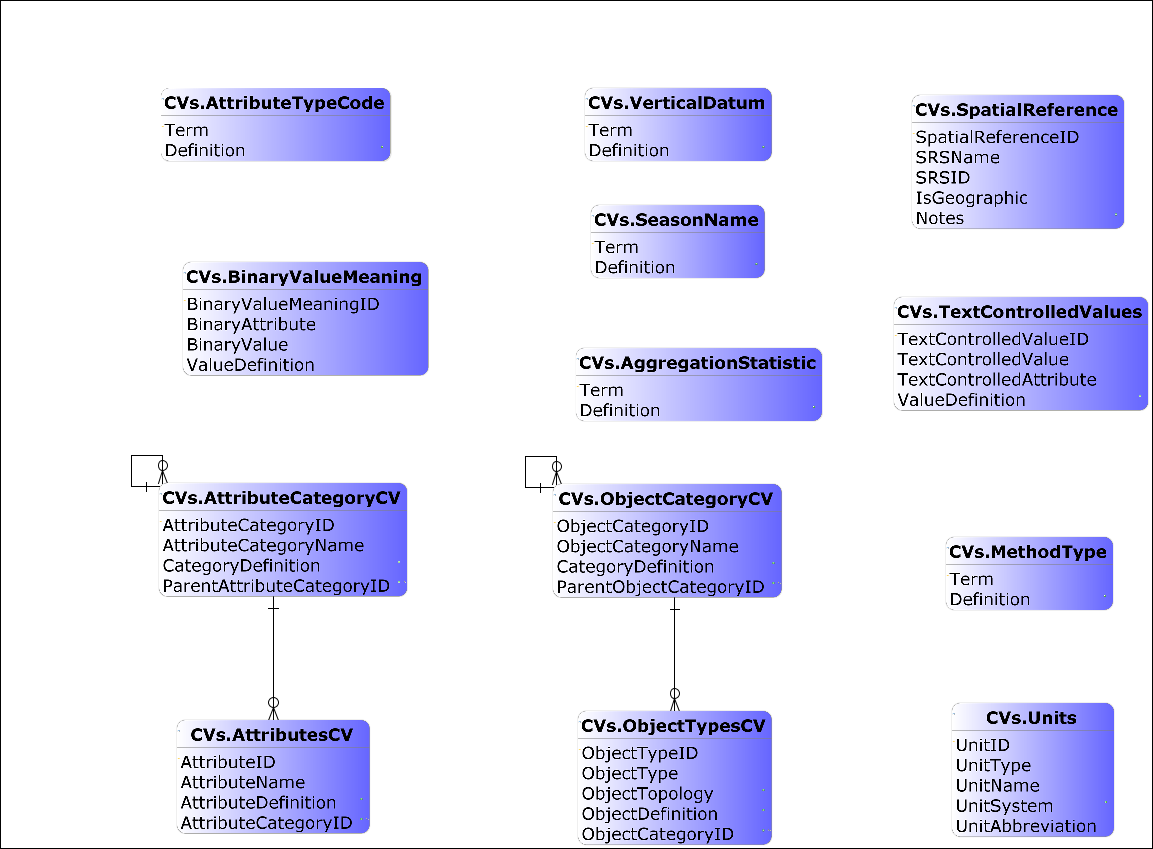 CVs.AttributeTypeCode
Term
Definition
CVs.VerticalDatum
Term
Definition
CVs.SpatialReference
SpatialReferenceID
SRSName
SRSID
IsGeographic
Notes
CVs.SeasonName
Term
Definition
CVs.BinaryValueMeaning
BinaryValueMeaningID
BinaryAttribute
BinaryValue
ValueDefinition
CVs.TextControlledValues
TextControlledValueID
TextControlledValue
TextControlledAttribute
ValueDefinition
CVs.AggregationStatistic
Term
Definition
CVs.AttributeCategoryCV
AttributeCategoryID
AttributeCategoryName
CategoryDefinition
ParentAttributeCategoryID
CVs.ObjectCategoryCV
ObjectCategoryID
ObjectCategoryName
CategoryDefinition
ParentObjectCategoryID
CVs.MethodType
Term
Definition
CVs.AttributesCV
AttributeID
AttributeName
AttributeDefinition
AttributeCategoryID
CVs.ObjectTypesCV
ObjectTypeID
ObjectType
ObjectTopology
ObjectDefinition
ObjectCategoryID
CVs.Units
UnitID
UnitType
UnitName
UnitSystem
UnitAbbreviation